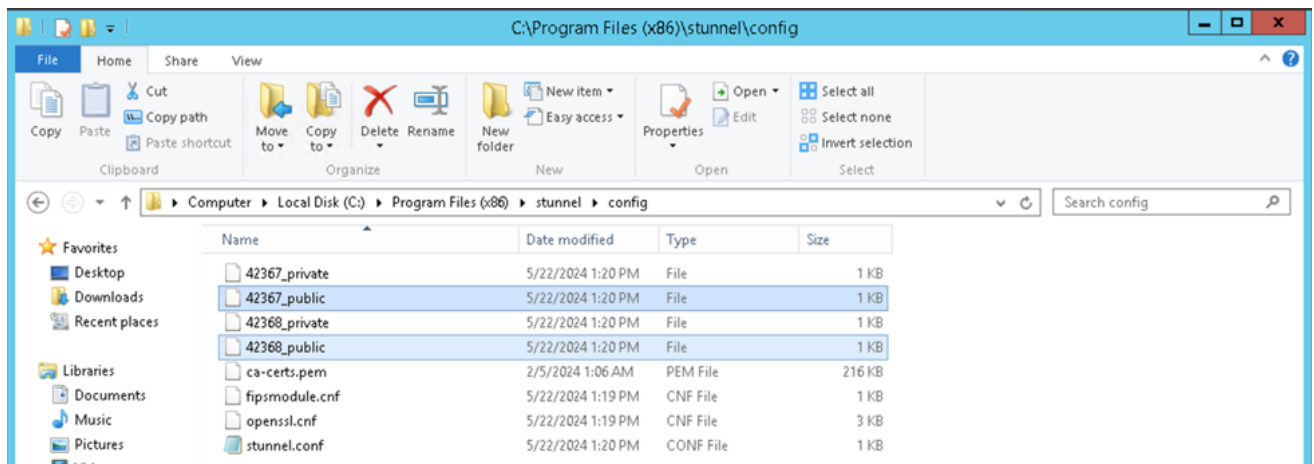 C:\Program Files (x86)\stunnel\config
File Home Share View
Copy
Paste
Cut
Copy path
Paste shortcut
Clipboard
Move to
Copy to
Delete
Rename
Organize
New folder
New item
Easy access
New
Properties
Open
Edit
Open
Select all
Select none
Invert selection
Select
Computer Local Disk (C:) Program Files (x86) stunnel config
Search config
Favorites
Desktop
Downloads
Recent places
Libraries
Documents
Music
Pictures
Name Date modified Type Size
42367_private 5/22/2024 1:20 PM File 1 KB
42367_public 5/22/2024 1:20 PM File 1 KB
42368_private 5/22/2024 1:20 PM File 1 KB
42368_public 5/22/2024 1:20 PM File 1 KB
ca-certs.pem 2/5/2024 1:06 AM PEM File 216 KB
fipsmodule.cnf 5/22/2024 1:19 PM CNF File 1 KB
openssl.cnf 5/22/2024 1:19 PM CNF File 3 KB
stunnel.conf 5/22/2024 1:20 PM CONF File 1 KB